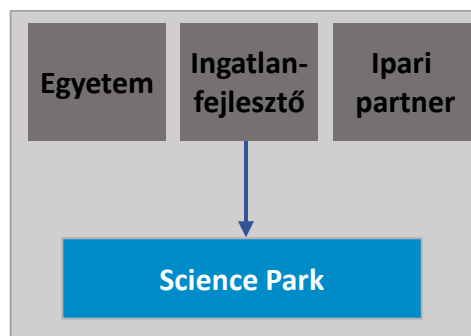 Egyetem
Ingatlan-
fejlesztő
Ipari
partner
Science Park